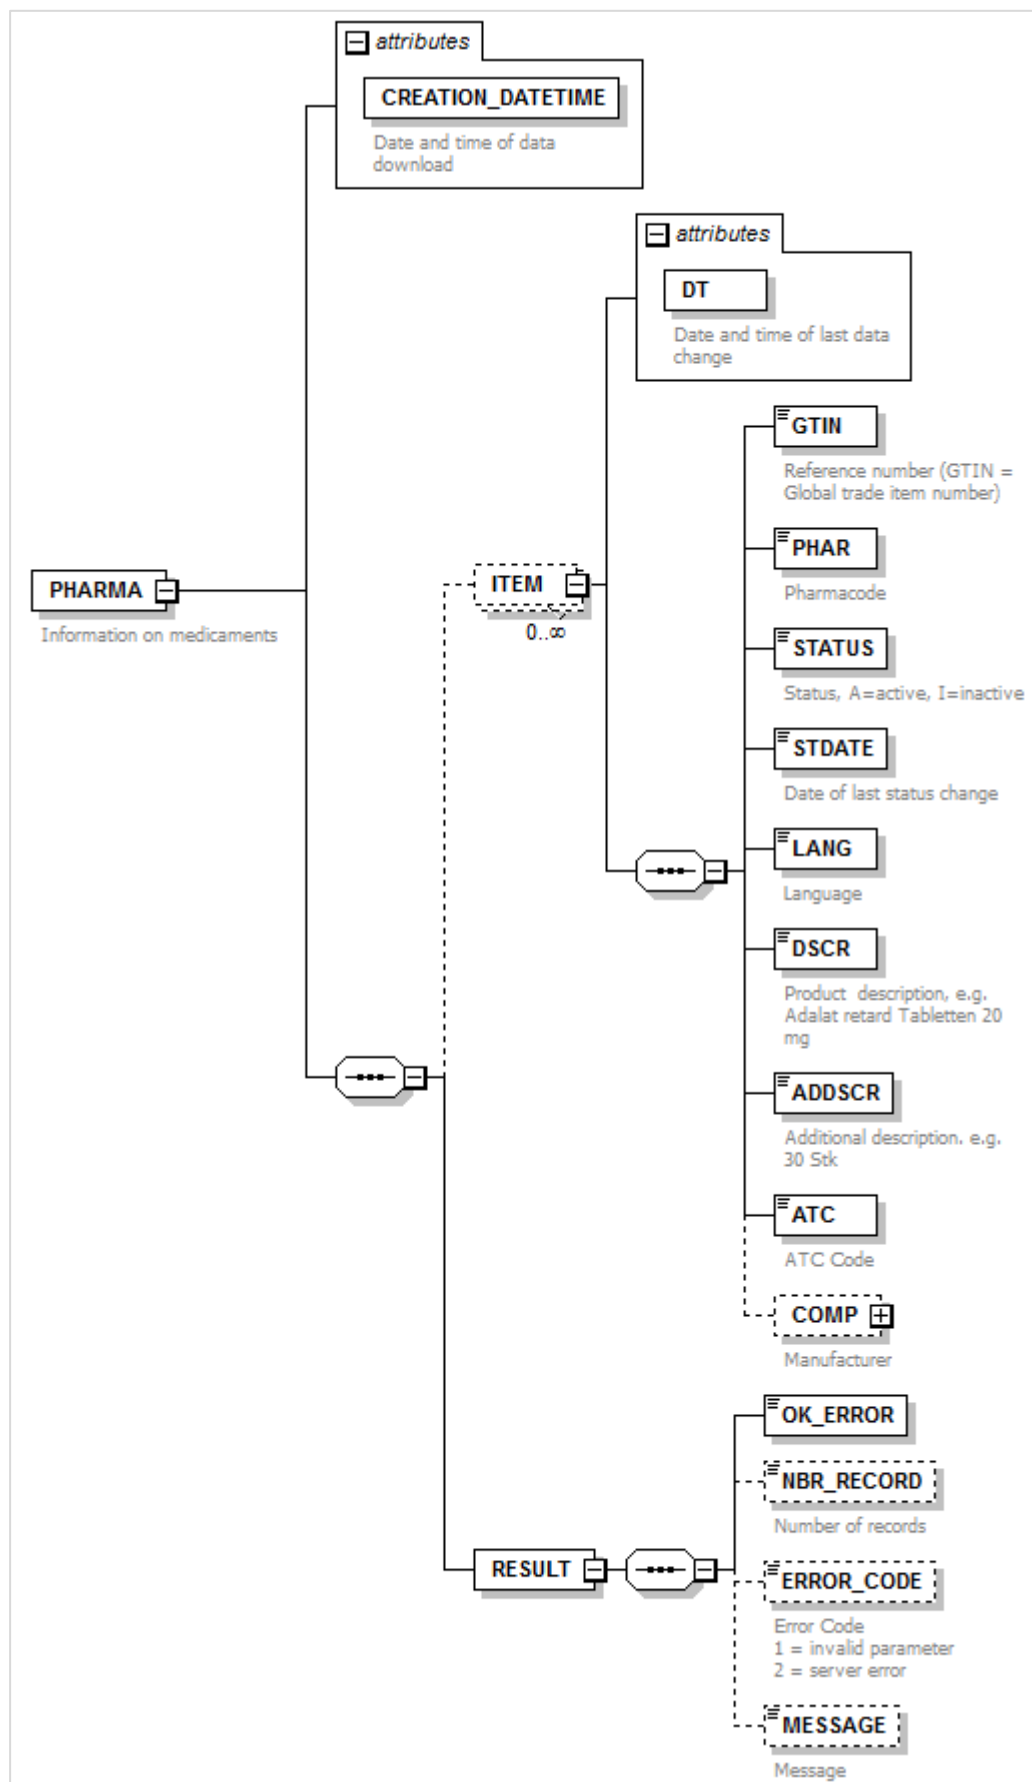 attributes
CREATION_DATETIME
Date and time of data
download
attributes
DT
Date and time of last data
change
GTIN
Reference number (GTIN =
Global trade item number)
PHAR
Pharmacode
PHARMA
Information on medicaments
ITEM
0..∞
STATUS
Status, A=active, I=inactive
STDATE
Date of last status change
LANG
Language
DSCR
Product description, e.g.
Adalat retard Tabletten 20
mg
ADDSCR
Additional description. e.g.
30 Stk
ATC
ATC Code
COMP
Manufacturer
OK_ERROR
NBR_RECORD
Number of records
RESULT
ERROR_CODE
Error Code
1 = invalid parameter
2 = server error
MESSAGE
Message